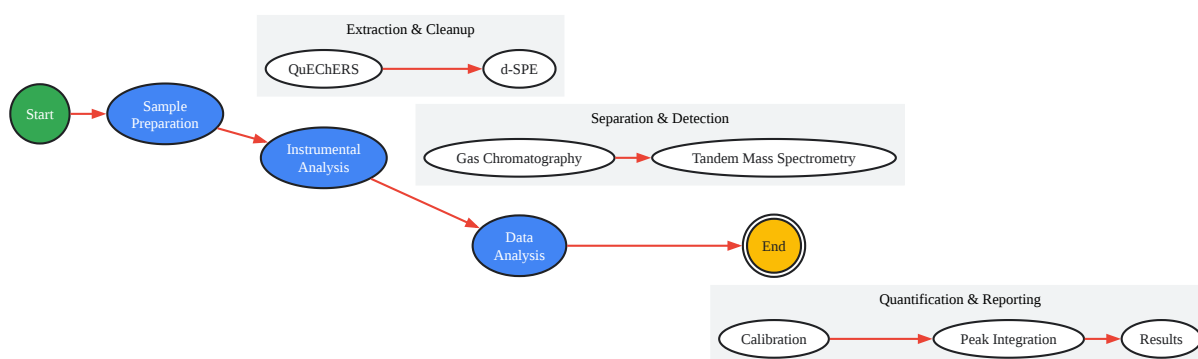 Extraction & Cleanup
QuEChERS
d-SPE
Start
Sample
Preparation
Separation & Detection
Instrumental
Analysis
Gas Chromatography
Tandem Mass Spectrometry
Data
Analysis
End
Quantification & Reporting
Calibration
Peak Integration
Results